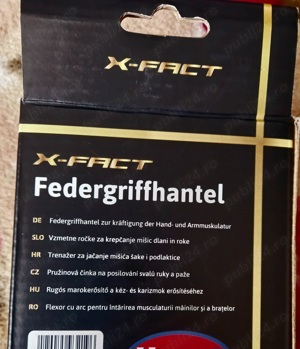 X-FACT
X-FACT
Federgriffhantel
DE Federgriffhantel zur kräftigung der Hand- und Armmuskulatur
SLO Vzmetne ročke za krepčanje mišic dlani in roke
HR Trenažer za jačanje mišića šake i podlaktice
CZ Pružinová činka na posilování svalů ruky a paže
HU Rugós marokerősítő a kéz- és karizmok erősítéséhez
RO Flexor cu arc pentru întărirea musculaturii mâinilor și a brațelor